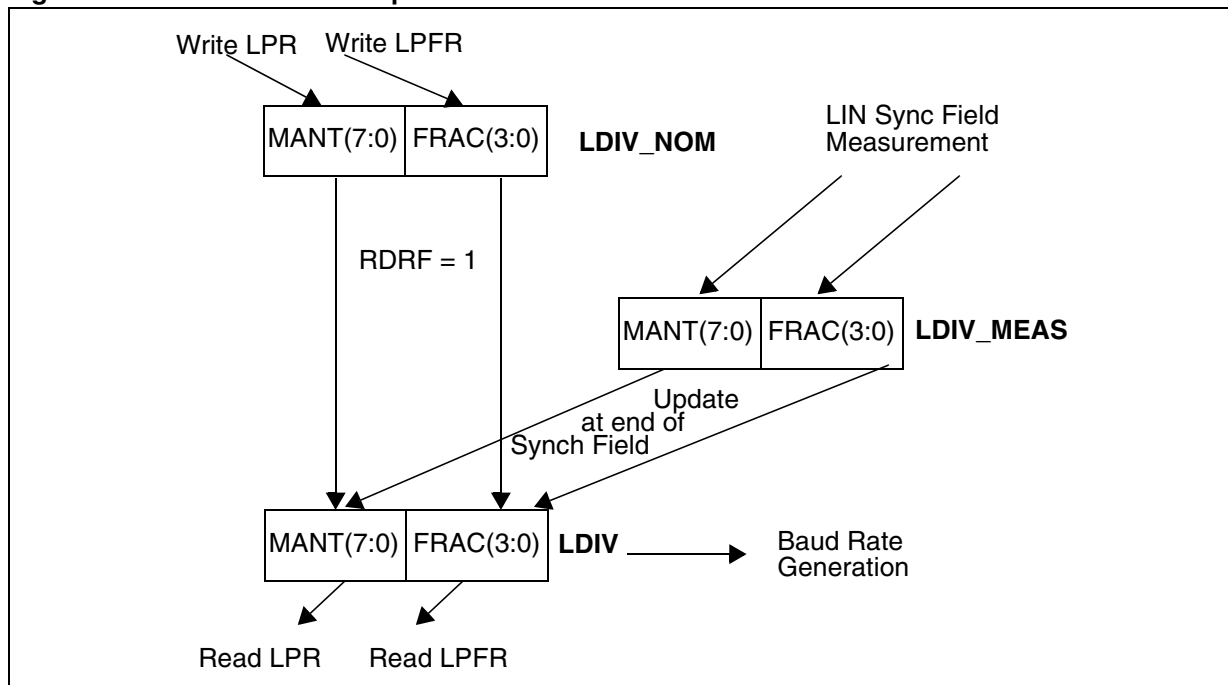 Write LPR Write LPFR
MANT(7:0) FRAC(3:0) LDIV_NOM
LIN Sync Field
Measurement
RDRF = 1
MANT(7:0) FRAC(3:0) LDIV_MEAS
Update
at end of
Synch Field
MANT(7:0) FRAC(3:0) LDIV
Baud Rate
Generation
Read LPR Read LPFR